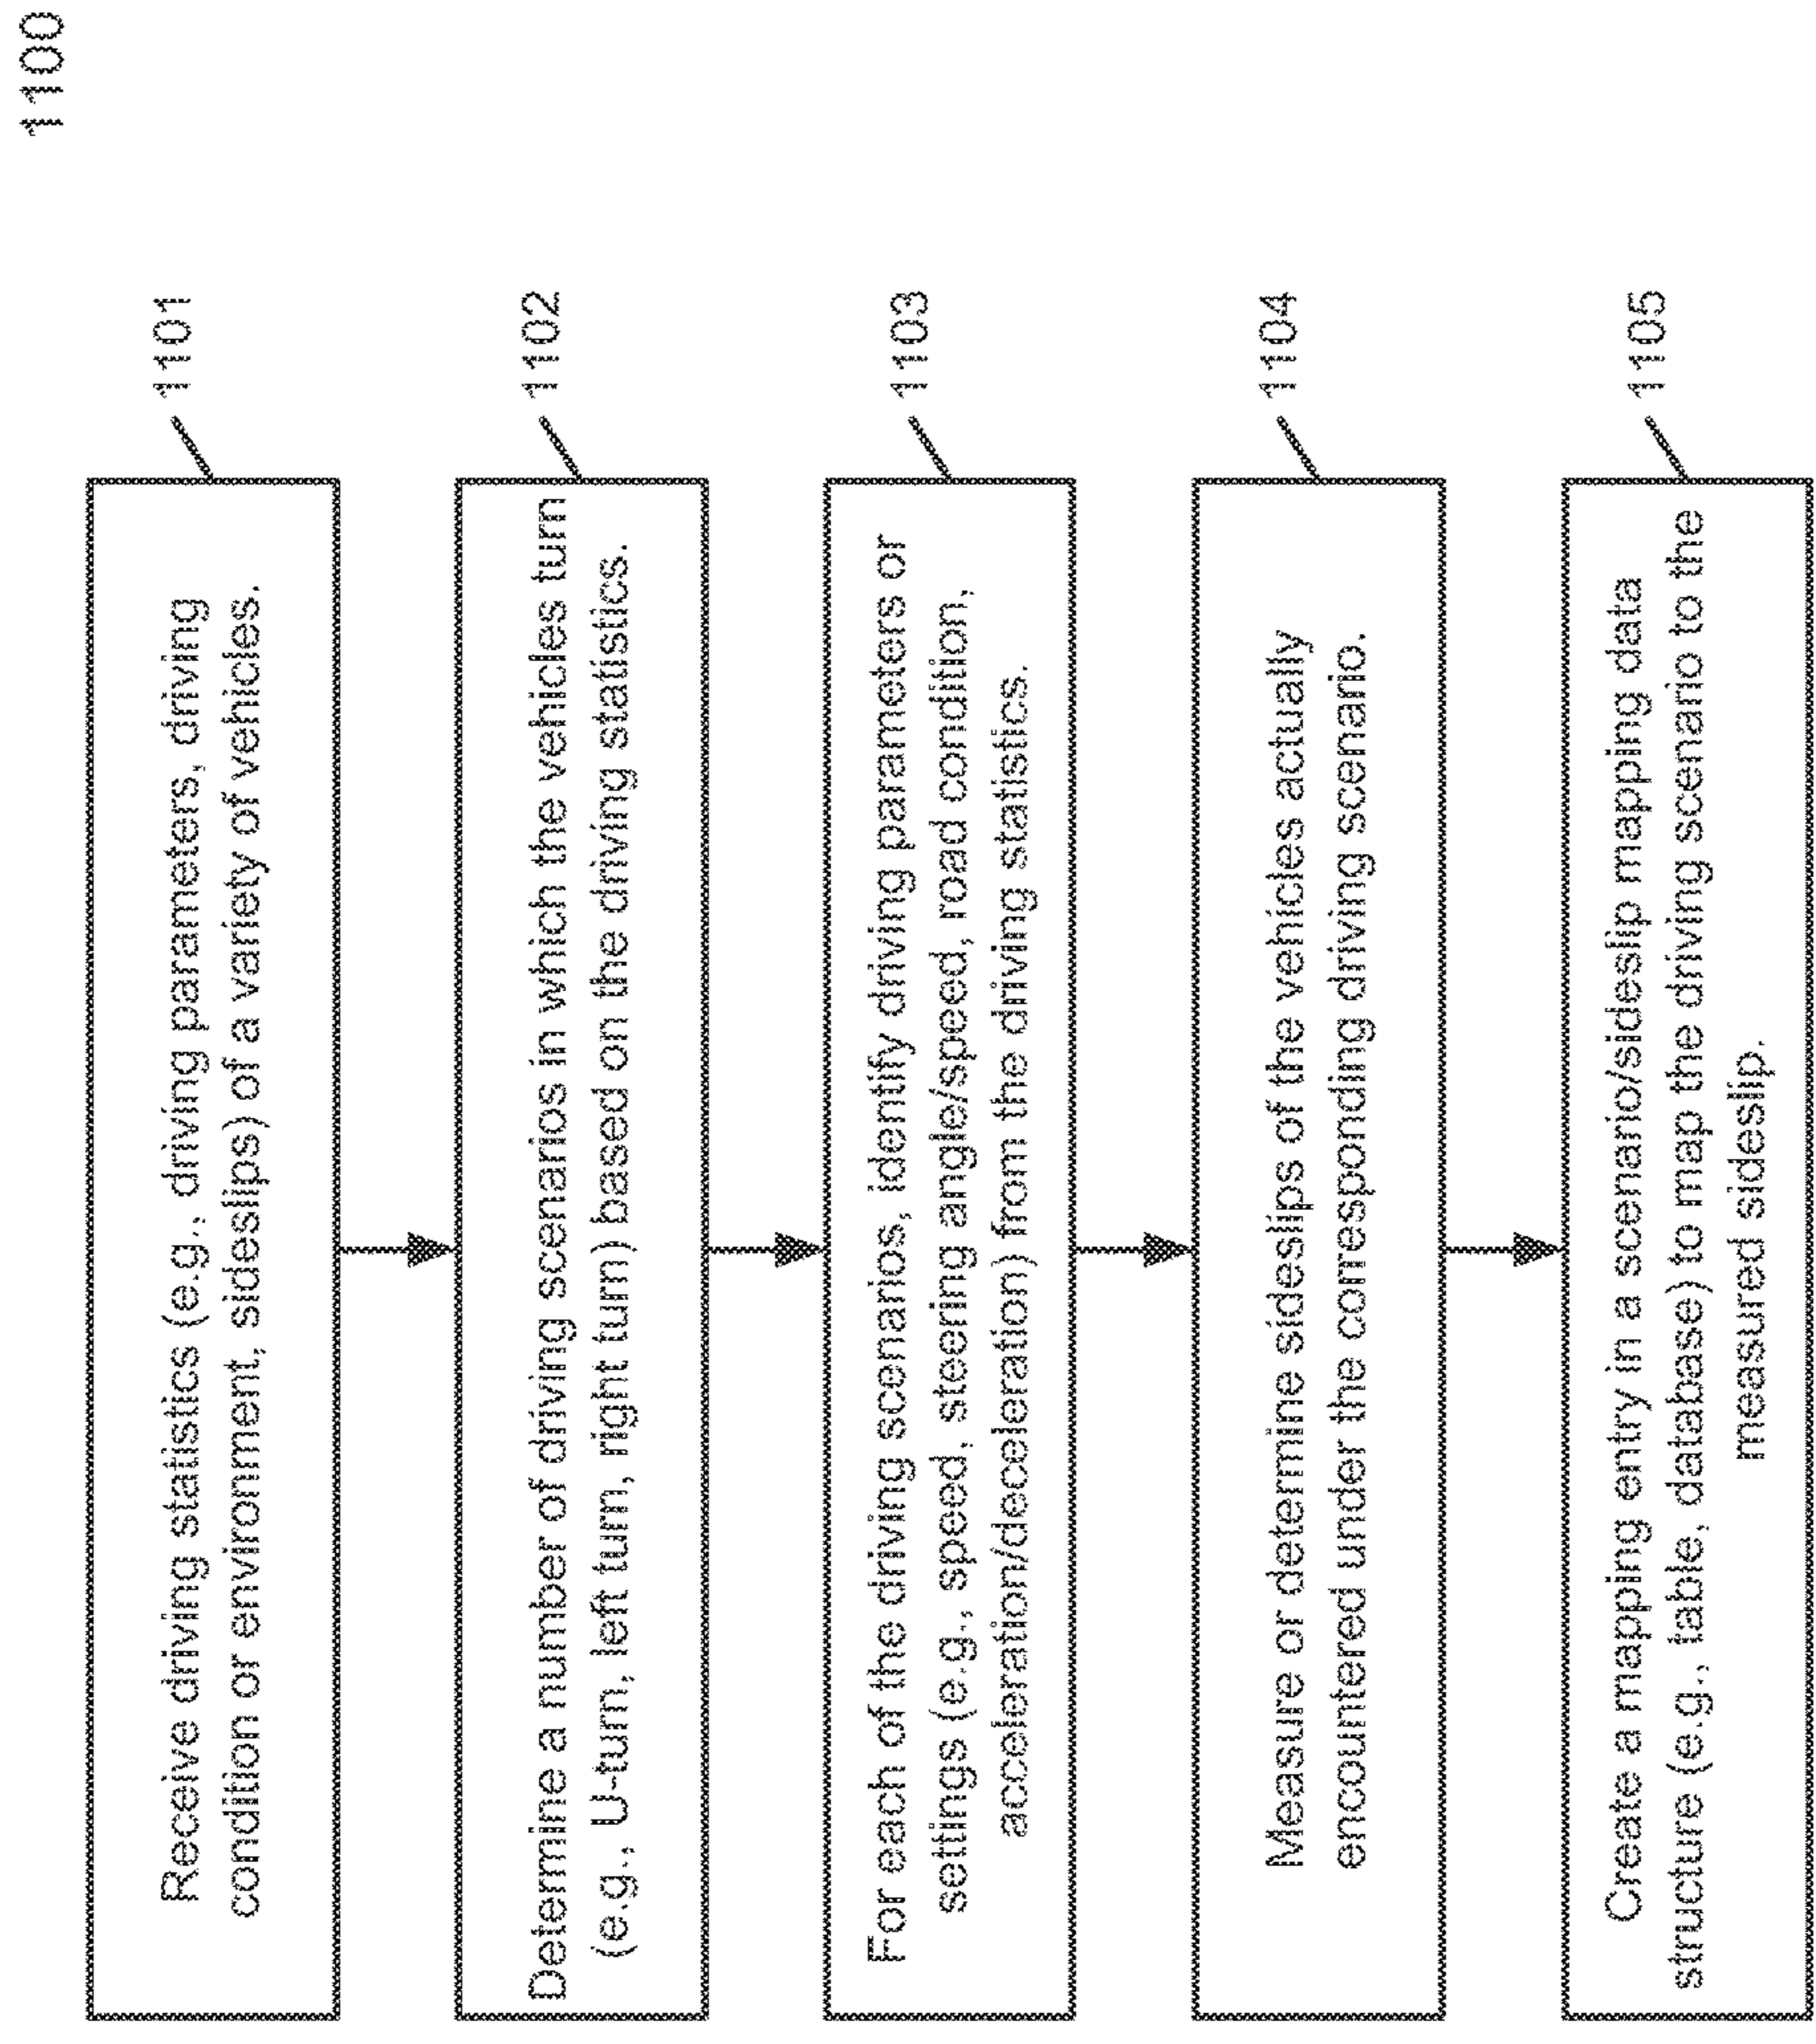 1100
Receive driving statistics (e.g., driving parameters, driving
condition or environment, sideslips) of a variety of vehicles.
1101
Determine a number of driving scenarios in which the vehicles turn
(e.g., U-turn, left turn, right turn) based on the driving statistics.
1102
For each of the driving scenarios, identify driving parameters or
settings (e.g., speed, steering angle/speed, road condition,
acceleration/deceleration) from the driving statistics.
1103
Measure or determine sideslips of the vehicles actually
encountered under the corresponding driving scenario.
1104
Create a mapping entry in a scenario/sideslip mapping data
structure (e.g., table, database) to map the driving scenario to the
measured sideslip.
1105